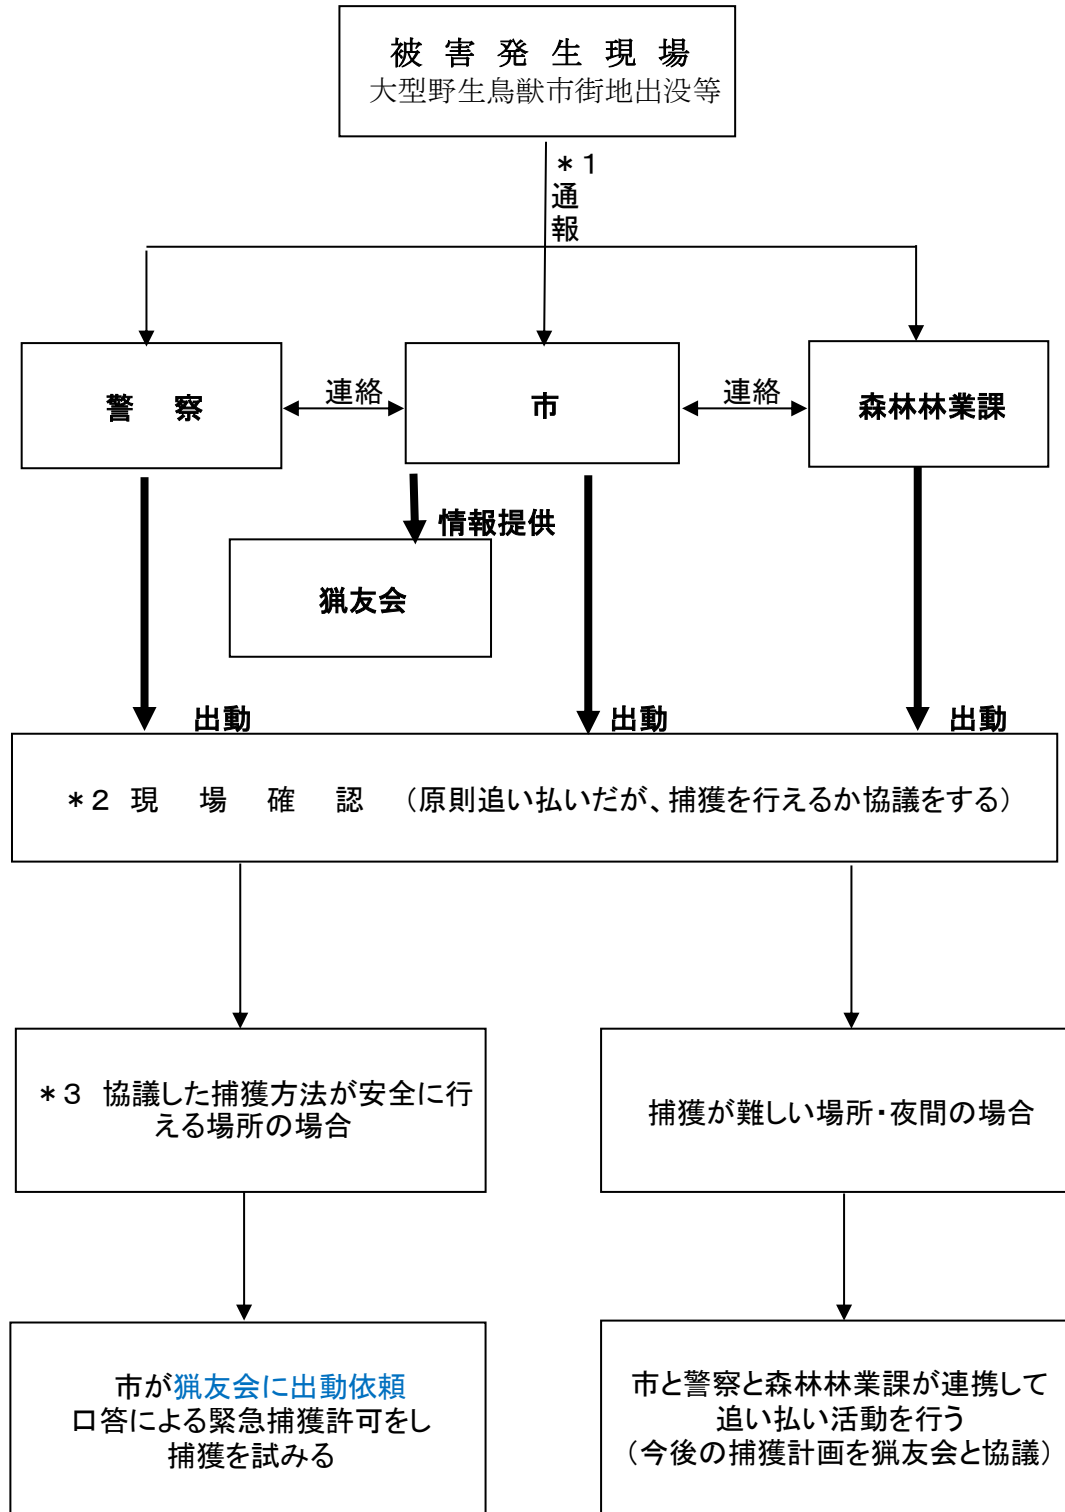 被 害 発 生 現 場
大型野生鳥獣市街地出没等
＊１
通
報
警 察
連絡
市
連絡
森林林業課
情報提供
猟友会
出動
出動
出動
＊２ 現 場 確 認 （原則追い払いだが、捕獲を行えるか協議をする）
＊３ 協議した捕獲方法が安全に行
える場所の場合
捕獲が難しい場所・夜間の場合
市が猟友会に出動依頼
口答による緊急捕獲許可をし
捕獲を試みる
市と警察と森林林業課が連携して
追い払い活動を行う
（今後の捕獲計画を猟友会と協議）